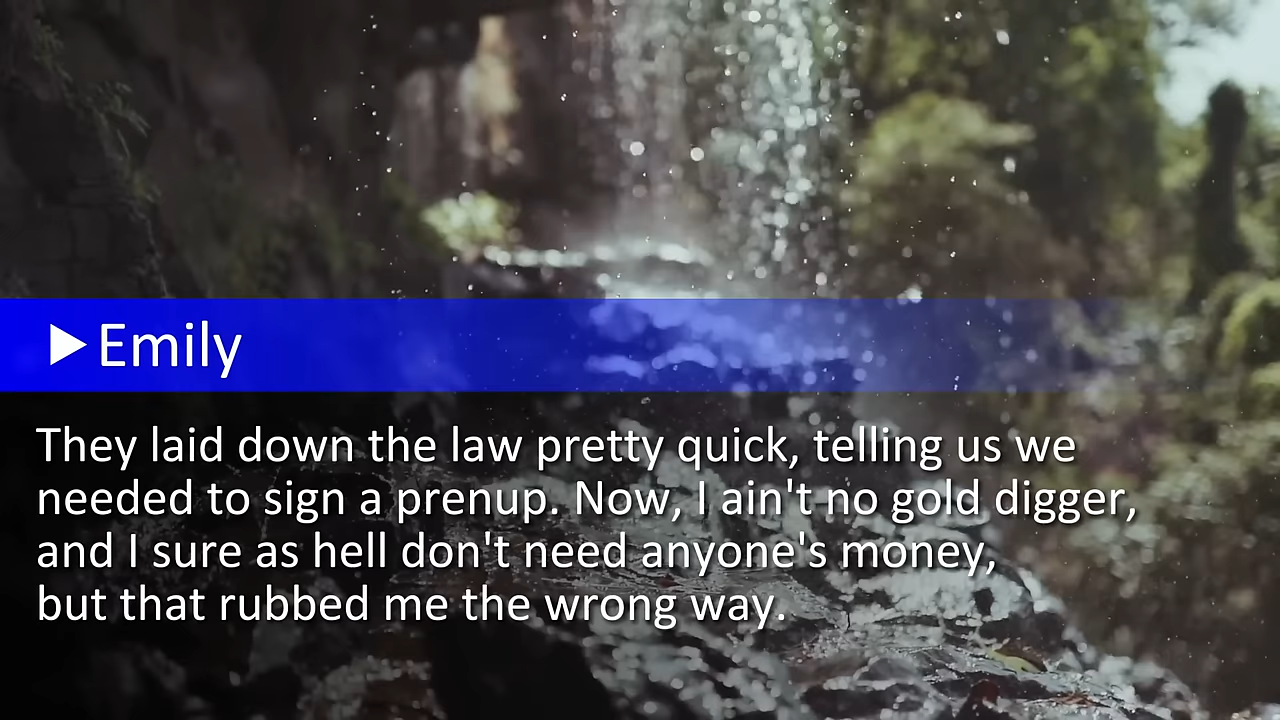 ▶Emily
They laid down the law pretty quick, telling us we
needed to sign a prenup. Now, I ain't no gold digger,
and I sure as hell don't need anyone's money,
but that rubbed me the wrong way.